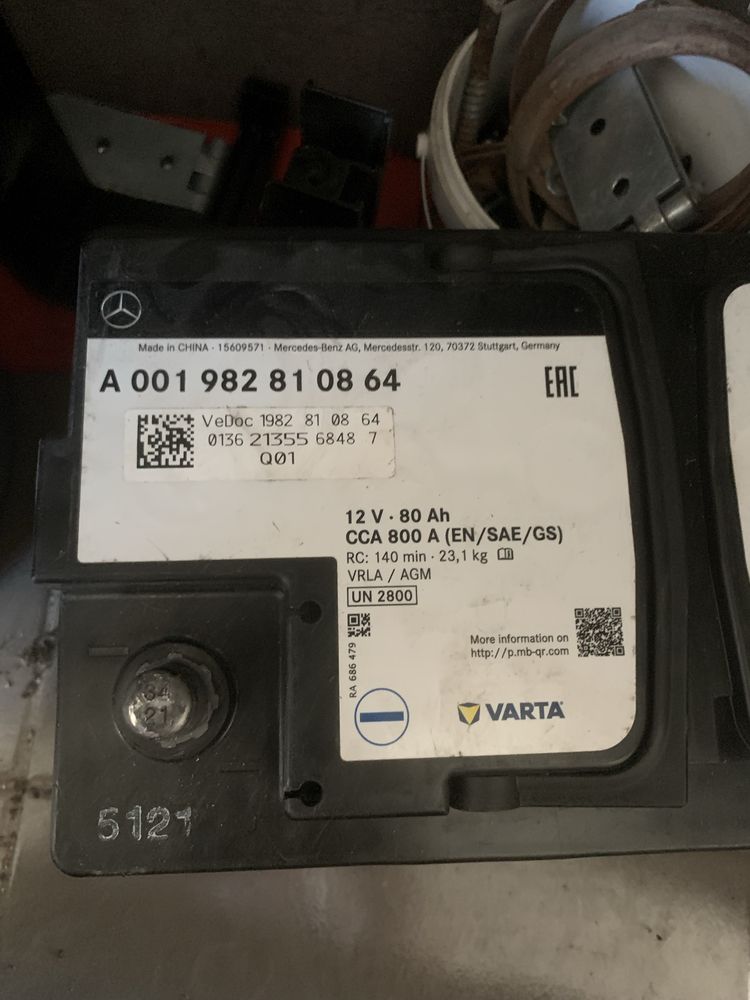 Made in CHINA · 15609571 · Mercedes-Benz AG, Mercedesstr. 120, 70372 Stuttgart, Germany
A 001 982 81 08 64
EAC
VeDoc 1982 81 08 64
0136 21355 6848 7
Q01
12 V · 80 Ah
CCA 800 A (EN/SAE/GS)
RC: 140 min · 23,1 kg
VRLA / AGM
UN 2800
RA 686 479
More information on
http://p.mb-qr.com
VARTA
34
21
5121